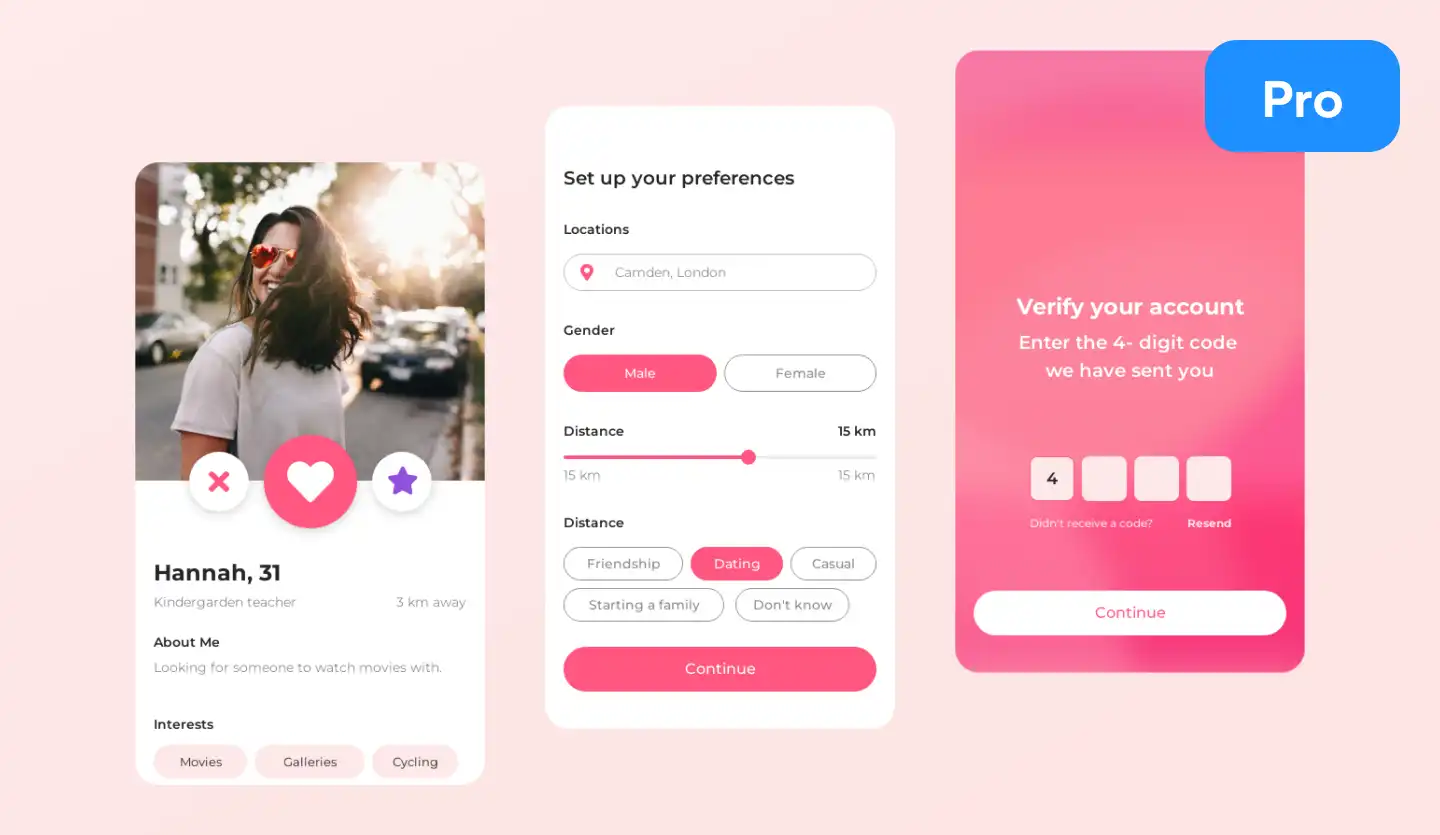 Pro
Hannah, 31
Kindergarden teacher
3 km away
About Me
Looking for someone to watch movies with.
Interests
Movies
Galleries
Cycling
Set up your preferences
Locations
Camden, London
Gender
Male
Female
Distance
15 km
15 km
15 km
Distance
Friendship
Dating
Casual
Starting a family
Don't know
Continue
Verify your account
Enter the 4- digit code
we have sent you
4
Didn't receive a code?
Resend
Continue